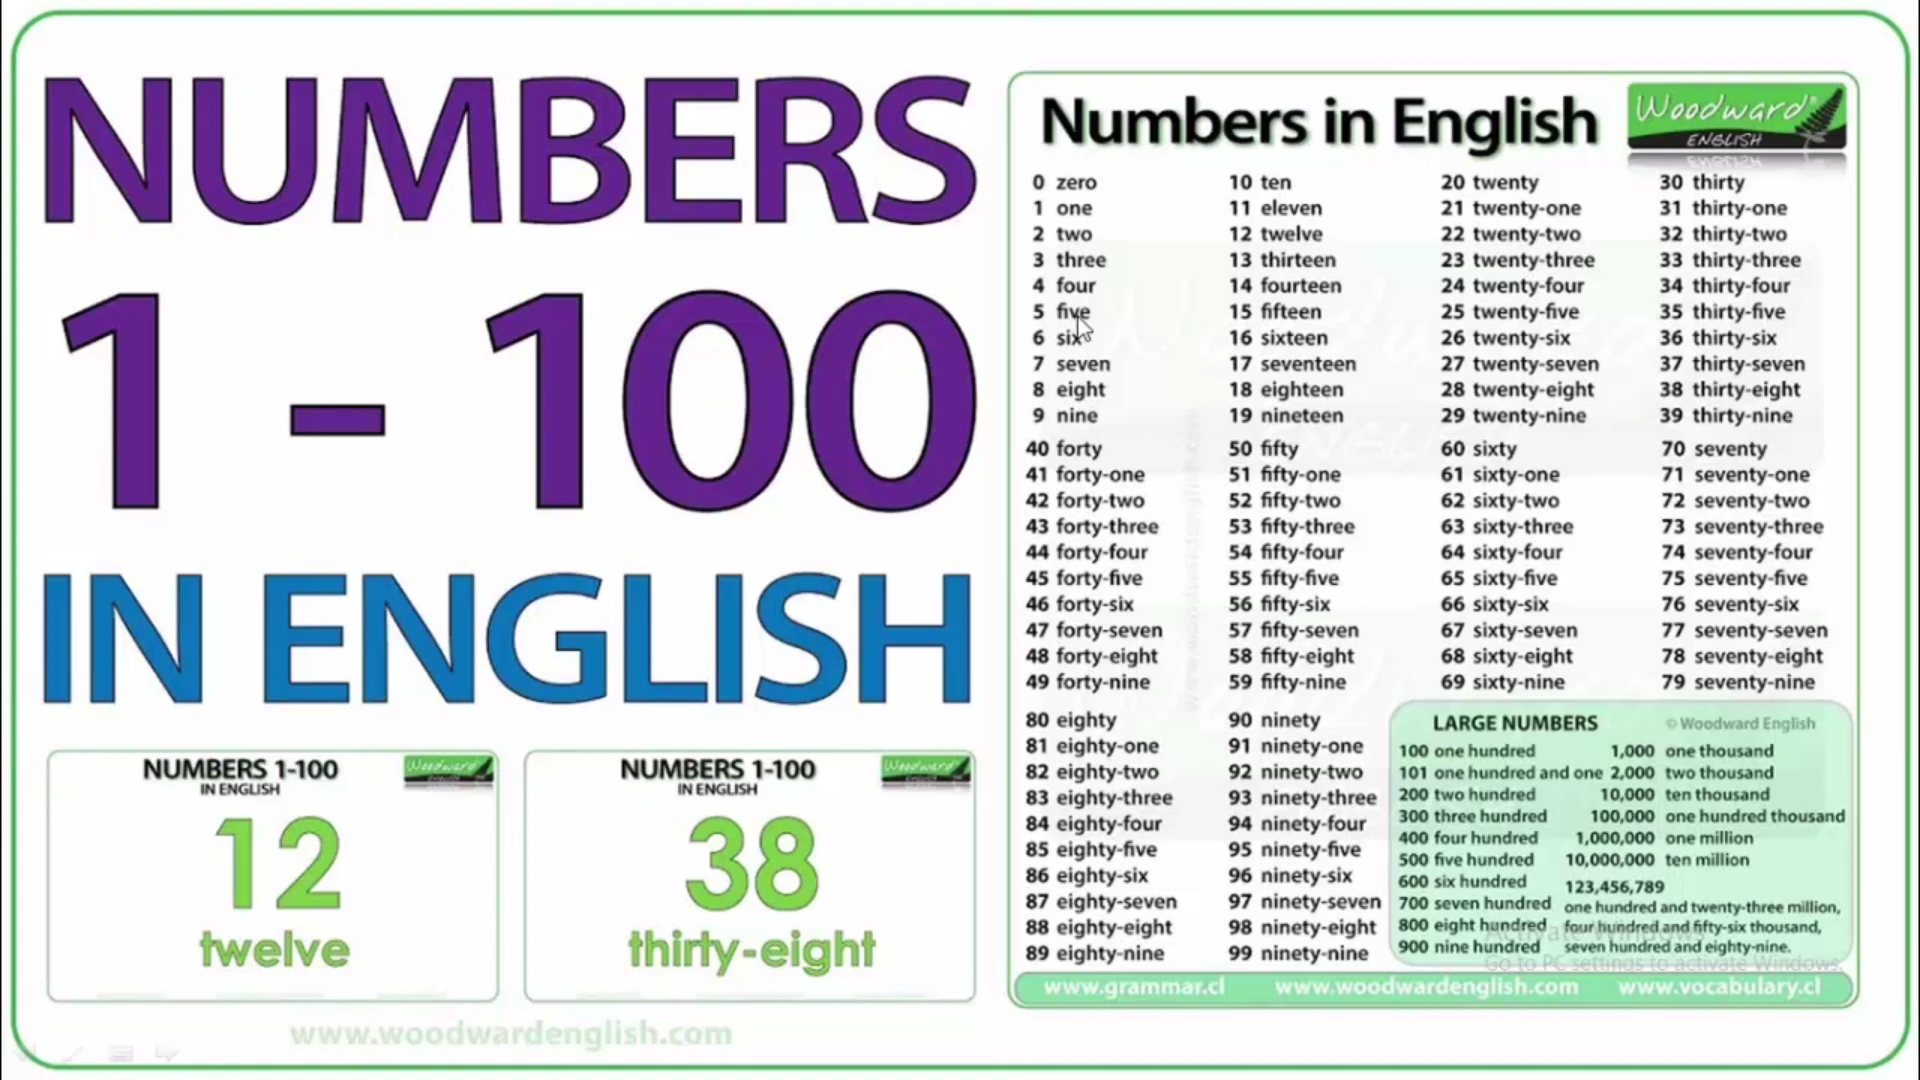 NUMBERS
1 - 100
IN ENGLISH
NUMBERS 1-100
IN ENGLISH
Woodward
12
twelve
NUMBERS 1-100
IN ENGLISH
Woodward
38
thirty-eight
www.woodwardenglish.com
Numbers in English
Woodward®
ENGLISH
0 zero 10 ten 20 twenty 30 thirty
1 one 11 eleven 21 twenty-one 31 thirty-one
2 two 12 twelve 22 twenty-two 32 thirty-two
3 three 13 thirteen 23 twenty-three 33 thirty-three
4 four 14 fourteen 24 twenty-four 34 thirty-four
5 five 15 fifteen 25 twenty-five 35 thirty-five
6 six 16 sixteen 26 twenty-six 36 thirty-six
7 seven 17 seventeen 27 twenty-seven 37 thirty-seven
8 eight 18 eighteen 28 twenty-eight 38 thirty-eight
9 nine 19 nineteen 29 twenty-nine 39 thirty-nine
40 forty 50 fifty 60 sixty 70 seventy
41 forty-one 51 fifty-one 61 sixty-one 71 seventy-one
42 forty-two 52 fifty-two 62 sixty-two 72 seventy-two
43 forty-three 53 fifty-three 63 sixty-three 73 seventy-three
44 forty-four 54 fifty-four 64 sixty-four 74 seventy-four
45 forty-five 55 fifty-five 65 sixty-five 75 seventy-five
46 forty-six 56 fifty-six 66 sixty-six 76 seventy-six
47 forty-seven 57 fifty-seven 67 sixty-seven 77 seventy-seven
48 forty-eight 58 fifty-eight 68 sixty-eight 78 seventy-eight
49 forty-nine 59 fifty-nine 69 sixty-nine 79 seventy-nine
80 eighty 90 ninety
81 eighty-one 91 ninety-one
82 eighty-two 92 ninety-two
83 eighty-three 93 ninety-three
84 eighty-four 94 ninety-four
85 eighty-five 95 ninety-five
86 eighty-six 96 ninety-six
87 eighty-seven 97 ninety-seven
88 eighty-eight 98 ninety-eight
89 eighty-nine 99 ninety-nine
LARGE NUMBERS © Woodward English
100 one hundred 1,000 one thousand
101 one hundred and one 2,000 two thousand
200 two hundred 10,000 ten thousand
300 three hundred 100,000 one hundred thousand
400 four hundred 1,000,000 one million
500 five hundred 10,000,000 ten million
600 six hundred 123,456,789
700 seven hundred one hundred and twenty-three million,
800 eight hundred four hundred and fifty-six thousand,
900 nine hundred seven hundred and eighty-nine.
Activate Windows
Go to PC settings to activate Windows.
www.grammar.cl www.woodwardenglish.com www.vocabulary.cl